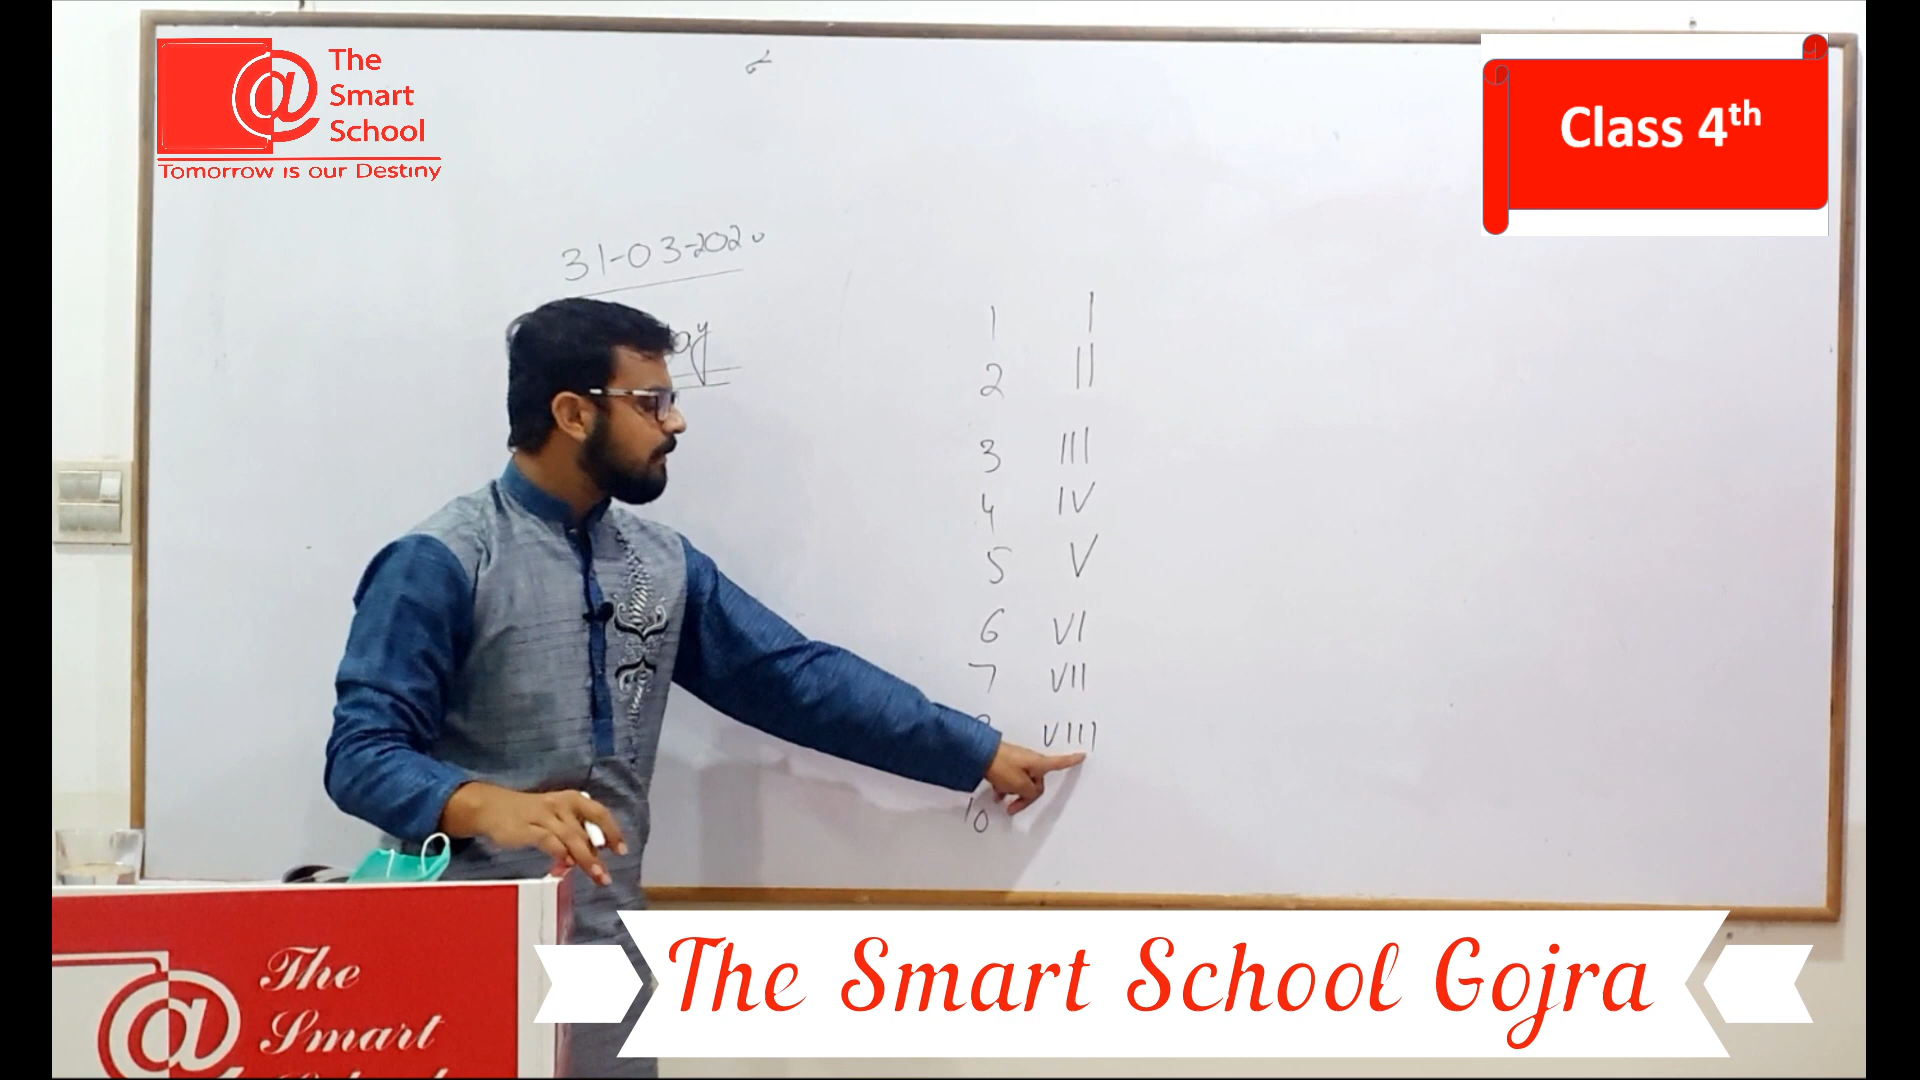 The
Smart
School
Tomorrow is our Destiny
Class 4th
31-03-2020
1 I
2 II
3 III
4 IV
5 V
6 VI
7 VII
VIII
10
The Smart School Gojra
The
Smart